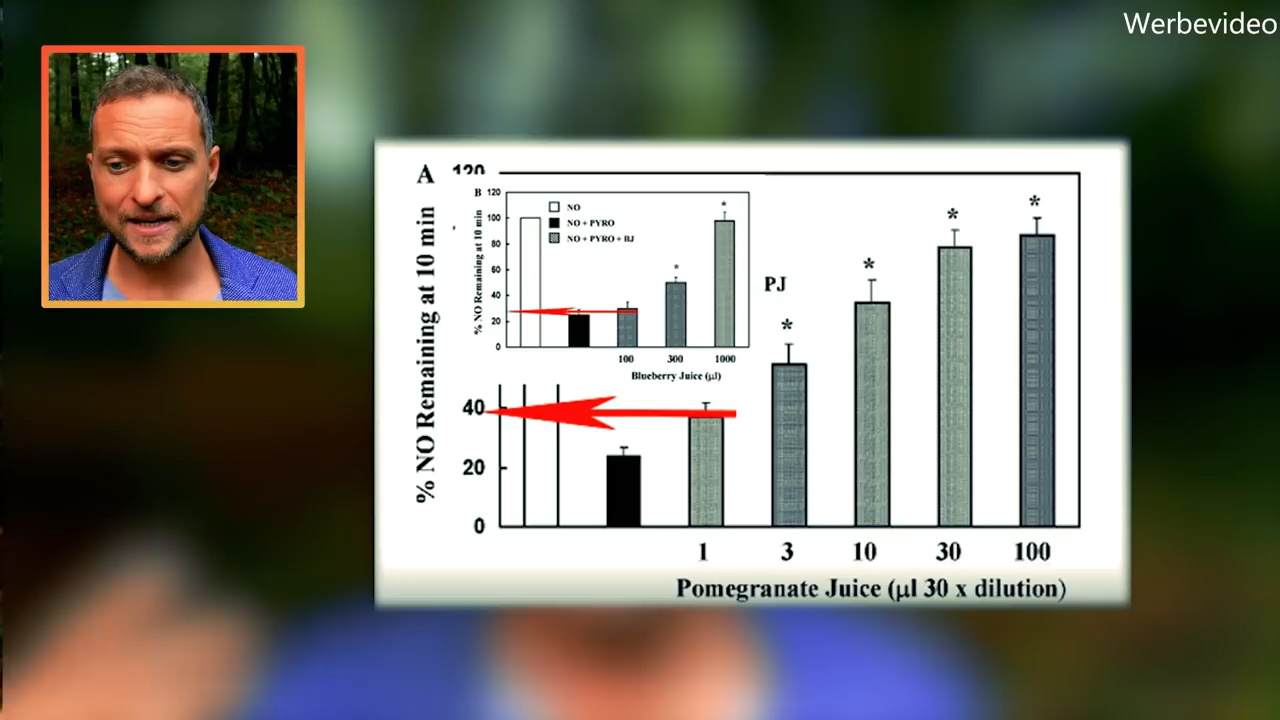 Werbevideo
A
120
% NO Remaining at 10 min
40
20
0
B
120
100
80
60
40
20
0
% NO Remaining at 10 min
NO
NO + PYRO
NO + PYRO + BJ
*
*
100 300 1000
Blueberry Juice (µl)
PJ
*
*
*
*
1 3 10 30 100
Pomegranate Juice (µl 30 x dilution)